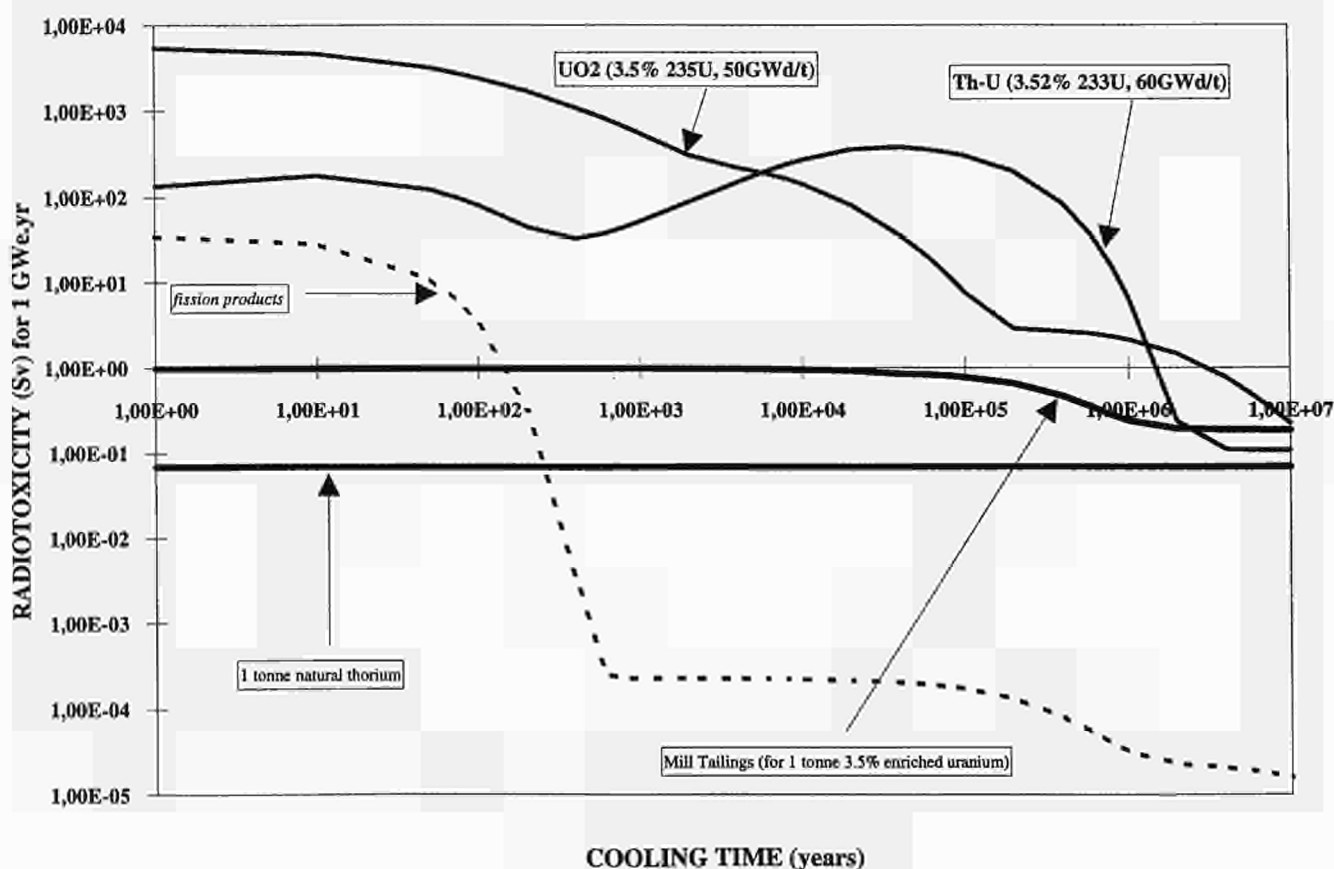 1,00E+04
UO2 (3.5% 235U, 50GWd/t)
Th-U (3.52% 233U, 60GWd/t)
1,00E+03
1,00E+02
RADIOTOXICITY (Sv) for 1 GWe.yr
1,00E+01
fission products
1,00E+00
1,00E+00 1,00E+01 1,00E+02 1,00E+03 1,00E+04 1,00E+05 1,00E+06 1,00E+07
1,00E-01
1,00E-02
1,00E-03
1 tonne natural thorium
1,00E-04
Mill Tailings (for 1 tonne 3.5% enriched uranium)
1,00E-05
COOLING TIME (years)